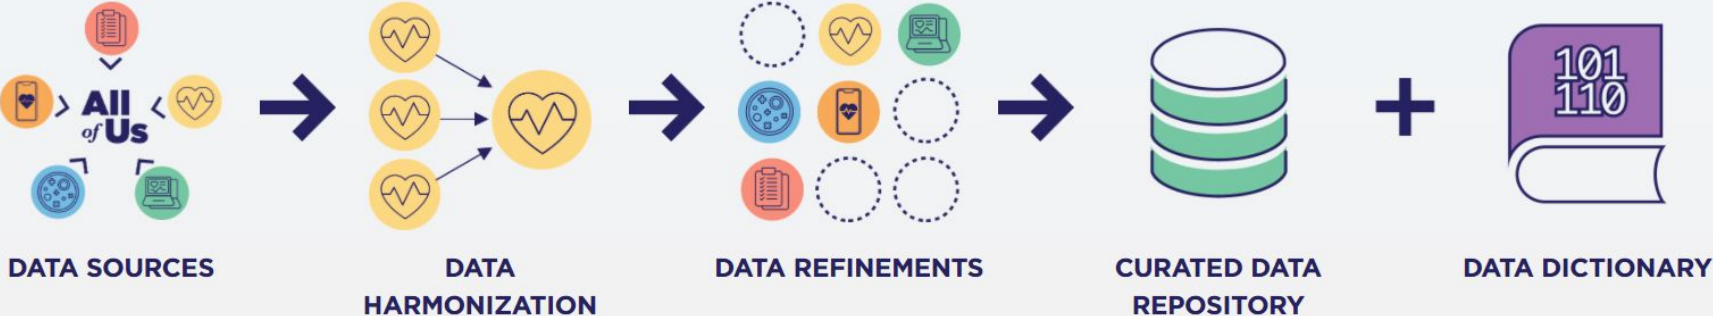 All
of Us
101
110
DATA SOURCES
DATA
HARMONIZATION
DATA REFINEMENTS
CURATED DATA
REPOSITORY
DATA DICTIONARY